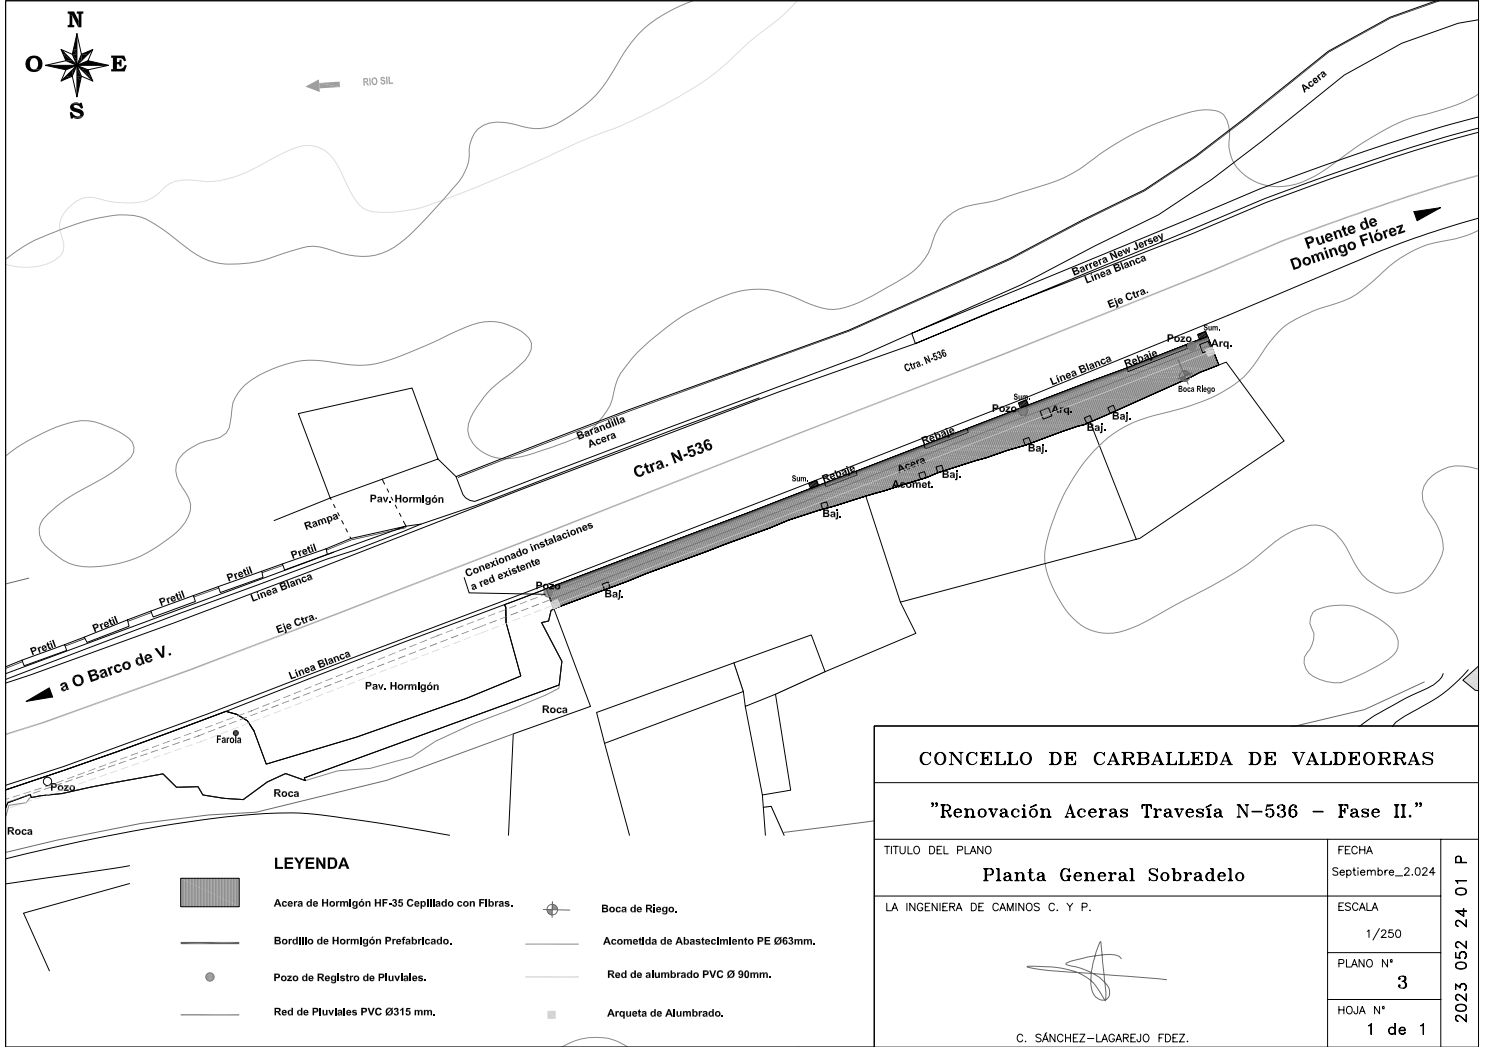 N
O
E
S
RIO SIL
Acera
Puente de
Domingo Flórez
Barrera New Jersey
Línea Blanca
Eje Ctra.
Ctra. N-536
Sum.
Pozo
Arq.
Rebaje
Línea Blanca
Boca Riego
Sum.
Pozo
Arq.
Baj.
Baj.
Baj.
Rebaje
Acera
Acomet.
Baj.
Sum.
Rebaje
Baj.
Barandilla
Acera
Ctra. N-536
Pav. Hormigón
Rampa
Conexionado instalaciones
a red existente
Pozo
Baj.
Pretil
Pretil
Pretil
Pretil
Pretil
Pretil
Línea Blanca
Eje Ctra.
a O Barco de V.
Línea Blanca
Pav. Hormigón
Roca
Farola
Pozo
Roca
Roca
LEYENDA
Acera de Hormigón HF-35 Cepillado con Fibras.
Bordillo de Hormigón Prefabricado.
Pozo de Registro de Pluviales.
Red de Pluviales PVC Ø315 mm.
Boca de Riego.
Acometida de Abastecimiento PE Ø63mm.
Red de alumbrado PVC Ø 90mm.
Arqueta de Alumbrado.
CONCELLO DE CARBALLEDA DE VALDEORRAS
"Renovación Aceras Travesía N-536 - Fase II."
TITULO DEL PLANO
Planta General Sobradelo
FECHA
Septiembre_2.024
LA INGENIERA DE CAMINOS C. Y P.
C. SÁNCHEZ-LAGAREJO FDEZ.
ESCALA
1/250
PLANO Nº
3
HOJA Nº
1 de 1
2023 052 24 01 P